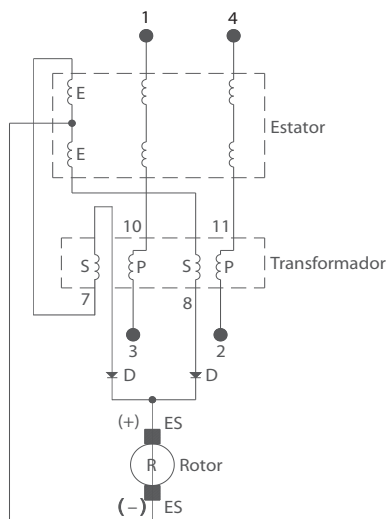 1 4
E
Estator
E
10 11
S P S P Transformador
7 8
3 2
D D
(+) ES
R Rotor
(−) ES